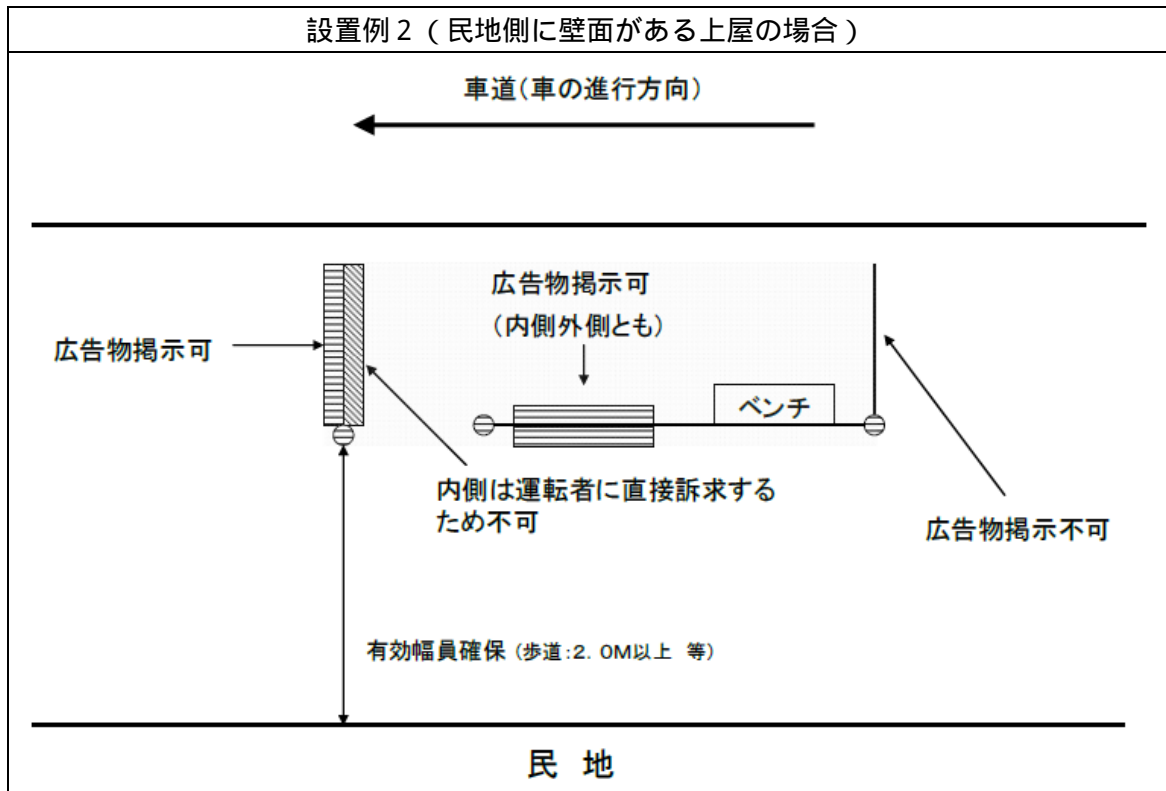 設置例２（民地側に壁面がある上屋の場合）
車道(車の進行方向)
広告物掲示可
（内側外側とも）
広告物掲示可
ベンチ
内側は運転者に直接訴求する
ため不可
広告物掲示不可
有効幅員確保（歩道：２．０Ｍ以上　等）
民　地